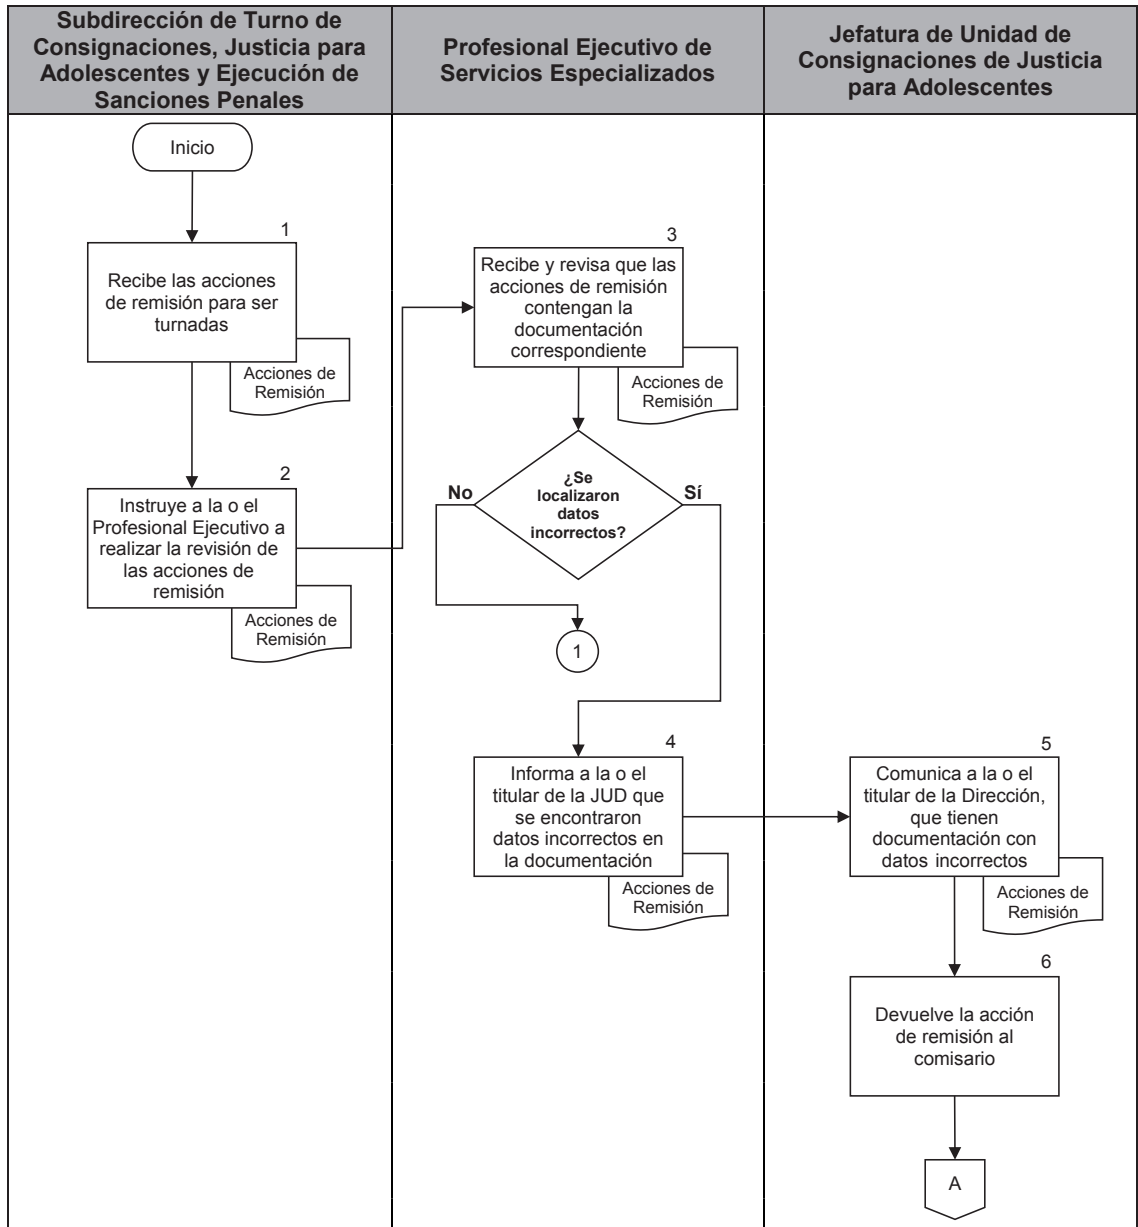 Subdirección de Turno de
Consignaciones, Justicia para
Adolescentes y Ejecución de
Sanciones Penales
Profesional Ejecutivo de
Servicios Especializados
Jefatura de Unidad de
Consignaciones de Justicia
para Adolescentes
Inicio
1
Recibe las acciones
de remisión para ser
turnadas
Acciones de
Remisión
2
Instruye a la o el
Profesional Ejecutivo a
realizar la revisión de
las acciones de
remisión
Acciones de
Remisión
3
Recibe y revisa que las
acciones de remisión
contengan la
documentación
correspondiente
Acciones de
Remisión
¿Se
localizaron
datos
incorrectos?
No
Sí
1
4
Informa a la o el
titular de la JUD que
se encontraron
datos incorrectos en
la documentación
Acciones de
Remisión
5
Comunica a la o el
titular de la Dirección,
que tienen
documentación con
datos incorrectos
Acciones de
Remisión
6
Devuelve la acción
de remisión al
comisario
A